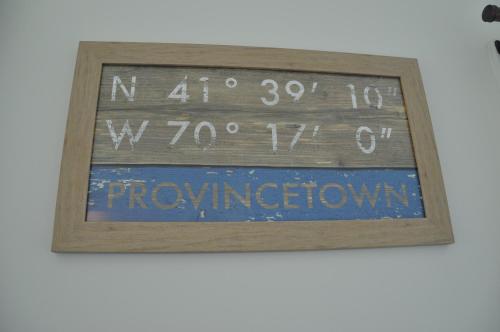 N 41° 39' 10"
W 70° 17' 0"
PROVINCETOWN